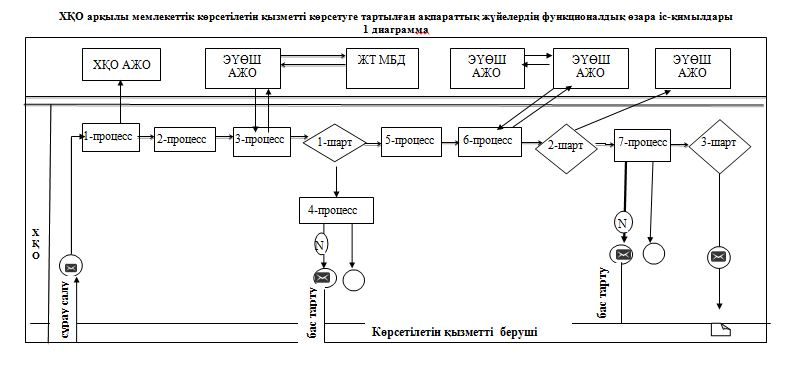 ХҚО арқылы мемлекеттік көрсетілетін қызметті көрсетуге тартылған ақпараттық жүйелердің функционалдық өзара іс-қимылдары
1 диаграмма
ХҚО АЖО
ЭҮӨШ
АЖО
ЖТ МБД
ЭҮӨШ
АЖО
ЭҮӨШ
АЖО
ЭҮӨШ
АЖО
1-процесс
2-процесс
3-процесс
1-шарт
5-процесс
6-процесс
2-шарт
7-процесс
3-шарт
4-процесс
N
N
Х
Қ
О
сұрау салу
бас тарту
бас тарту
Көрсетілетін қызметті беруші